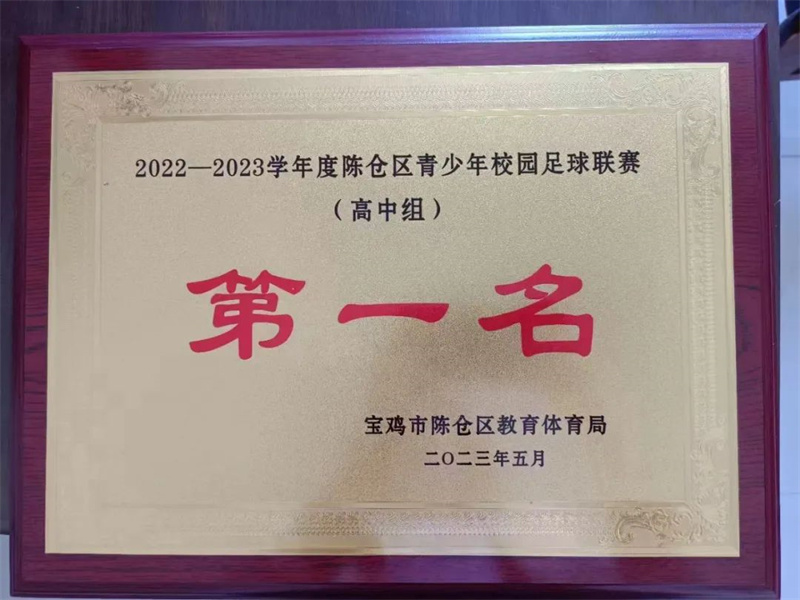 2022—2023学年度陈仓区青少年校园足球联赛
（高中组）
第一名
宝鸡市陈仓区教育体育局
二〇二三年五月